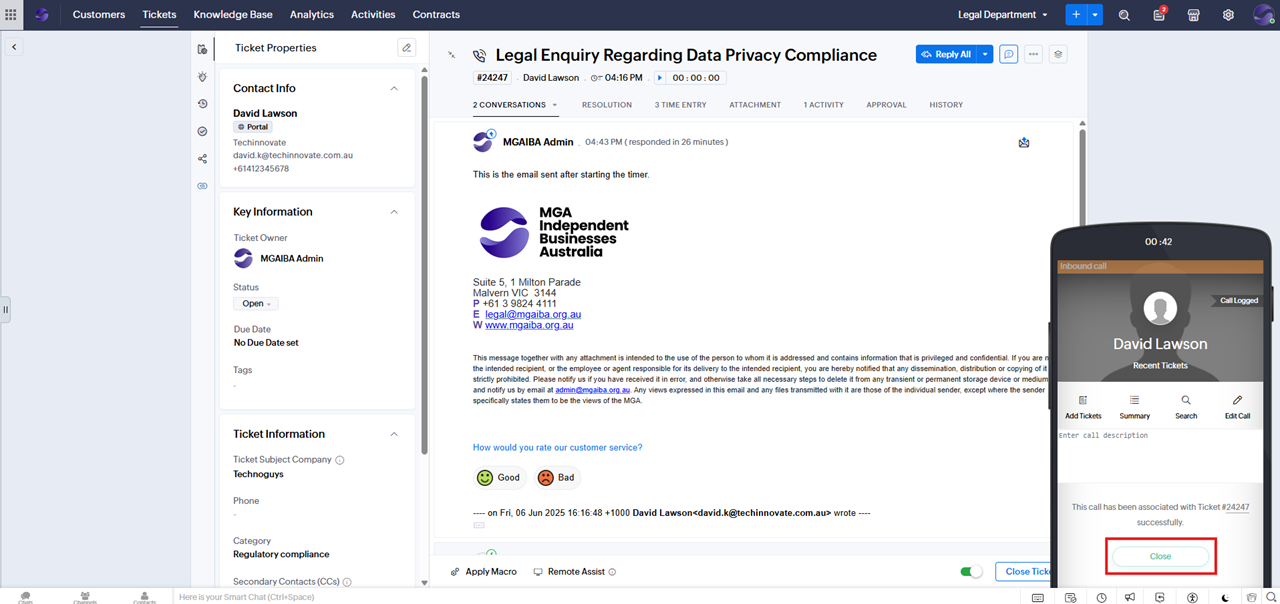 Customers Tickets Knowledge Base Analytics Activities Contracts Legal Department 2
Ticket Properties
Contact Info
David Lawson
Portal
Techinnovate
david.k@techinnovate.com.au
+61412345678
Key Information
Ticket Owner
MGAIBA Admin
Status
Open
Due Date
No Due Date set
Tags
-
Ticket Information
Ticket Subject Company
Technoguys
Phone
-
Category
Regulatory compliance
Secondary Contacts (CCs)
Legal Enquiry Regarding Data Privacy Compliance
Reply All
#24247 . David Lawson . 04:16 PM . 00 : 00 : 00
2 CONVERSATIONS RESOLUTION 3 TIME ENTRY ATTACHMENT 1 ACTIVITY APPROVAL HISTORY
MGAIBA Admin . 04:43 PM ( responded in 26 minutes )
This is the email sent after starting the timer.
MGA
Independent
Businesses
Australia
Suite 5, 1 Milton Parade
Malvern VIC 3144
P +61 3 9824 4111
E legal@mgaiba.org.au
W www.mgaiba.org.au
This message together with any attachment is intended to the use of the person to whom it is addressed and contains information that is privileged and confidential. If you are n
the intended recipient, or the employee or agent responsible for its delivery to the intended recipient, you are hereby notified that any dissemination, distribution or copying of it
strictly prohibited. Please notify us if you have received it in error, and otherwise take all necessary steps to delete it from any transient or permanent storage device or medium
and notify us by email at admin@mgaiba.org.au. Any views expressed in this email and any files transmitted with it are those of the individual sender, except where the sender
specifically states them to be the views of the MGA.
How would you rate our customer service?
Good Bad
---- on Fri, 06 Jun 2025 16:16:48 +1000 David Lawson<david.k@techinnovate.com.au> wrote ----
Apply Macro Remote Assist Close Ticke
00 :42
Inbound call
Call Logged
David Lawson
Recent Tickets
Add Tickets Summary Search Edit Call
Enter call description
This call has been associated with Ticket #24247
successfully.
Close
Chats Channels Contacts Here is your Smart Chat (Ctrl+Space)